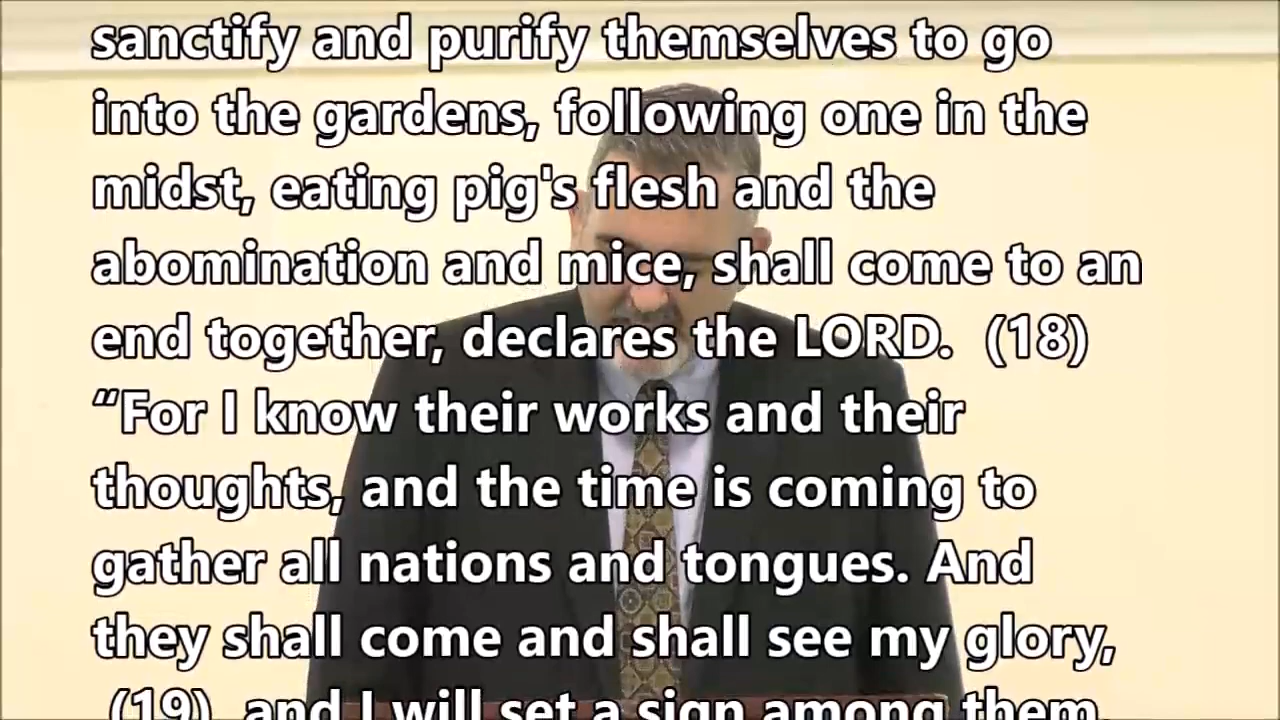 sanctify and purify themselves to go
into the gardens, following one in the
midst, eating pig's flesh and the
abomination and mice, shall come to an
end together, declares the LORD. (18)
“For I know their works and their
thoughts, and the time is coming to
gather all nations and tongues. And
they shall come and shall see my glory,
(19) and I will set a sign among them.